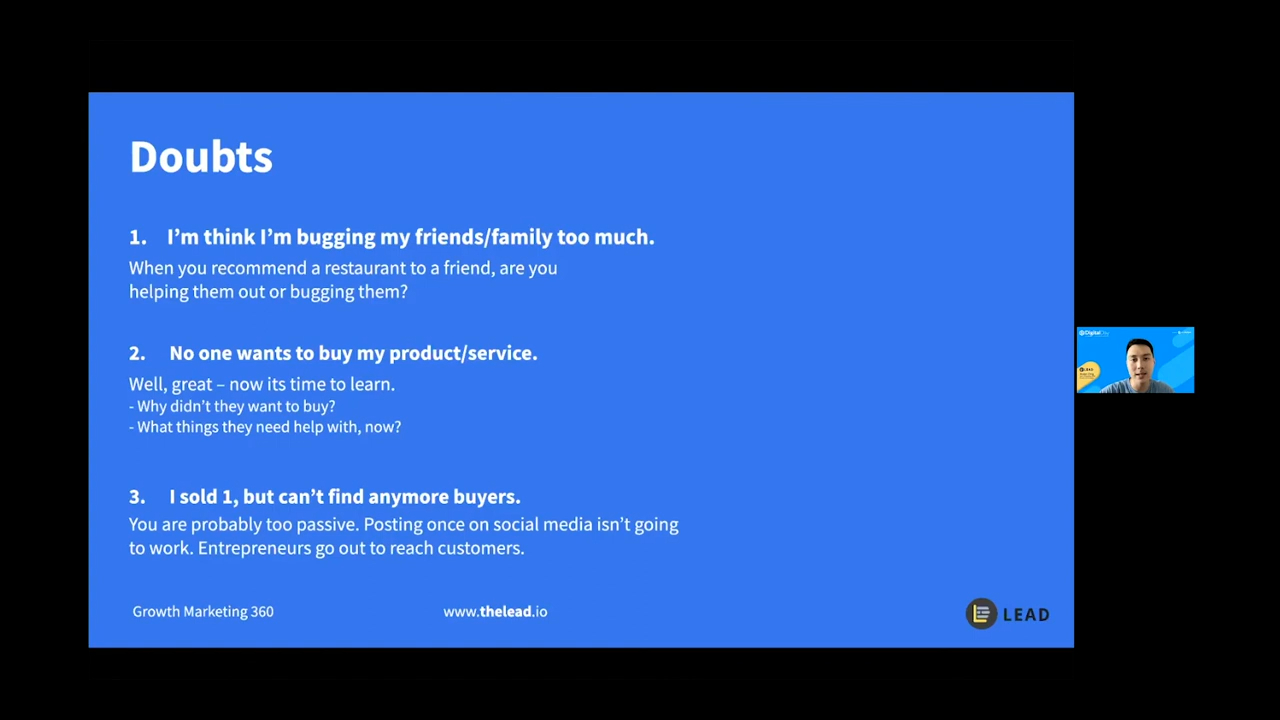 Doubts
1. I'm think I'm bugging my friends/family too much.
When you recommend a restaurant to a friend, are you
helping them out or bugging them?
2. No one wants to buy my product/service.
Well, great – now its time to learn.
- Why didn't they want to buy?
- What things they need help with, now?
3. I sold 1, but can't find anymore buyers.
You are probably too passive. Posting once on social media isn't going
to work. Entrepreneurs go out to reach customers.
Growth Marketing 360
www.thelead.io
LEAD
Digital
LEAD